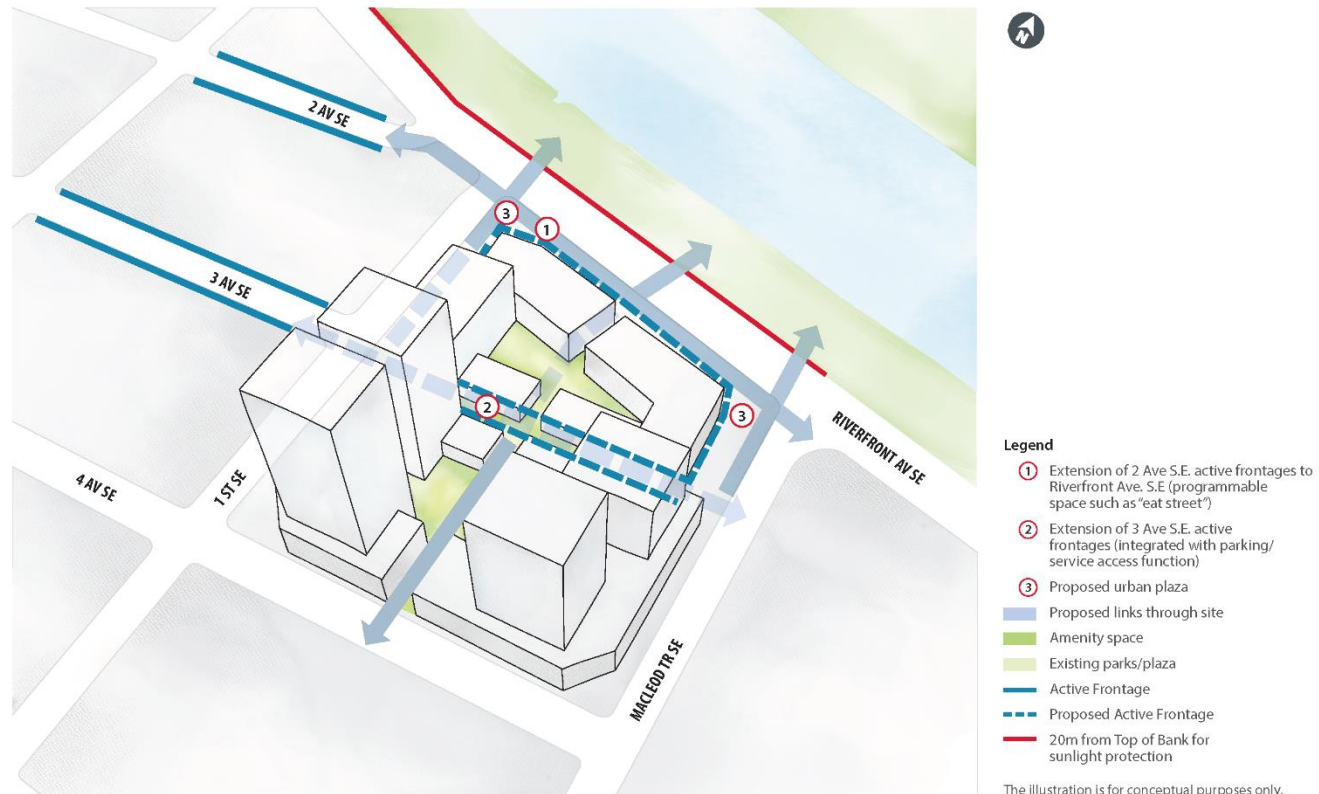 N
2 AV SE
3
1
3 AV SE
2
3
RIVERFRONT AV SE
4 AV SE
1 ST SE
MACLEOD TR SE
Legend
1 Extension of 2 Ave S.E. active frontages to
Riverfront Ave. S.E (programmable
space such as "eat street")
2 Extension of 3 Ave S.E. active
frontages (integrated with parking/
service access function)
3 Proposed urban plaza
Proposed links through site
Amenity space
Existing parks/plaza
Active Frontage
Proposed Active Frontage
20m from Top of Bank for
sunlight protection
The illustration is for conceptual purposes only.